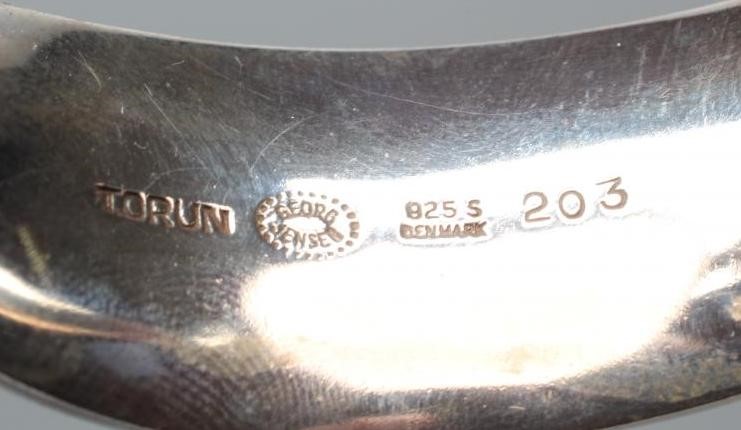 TORUN
GEORG
JENSEN
925 S
DENMARK
203